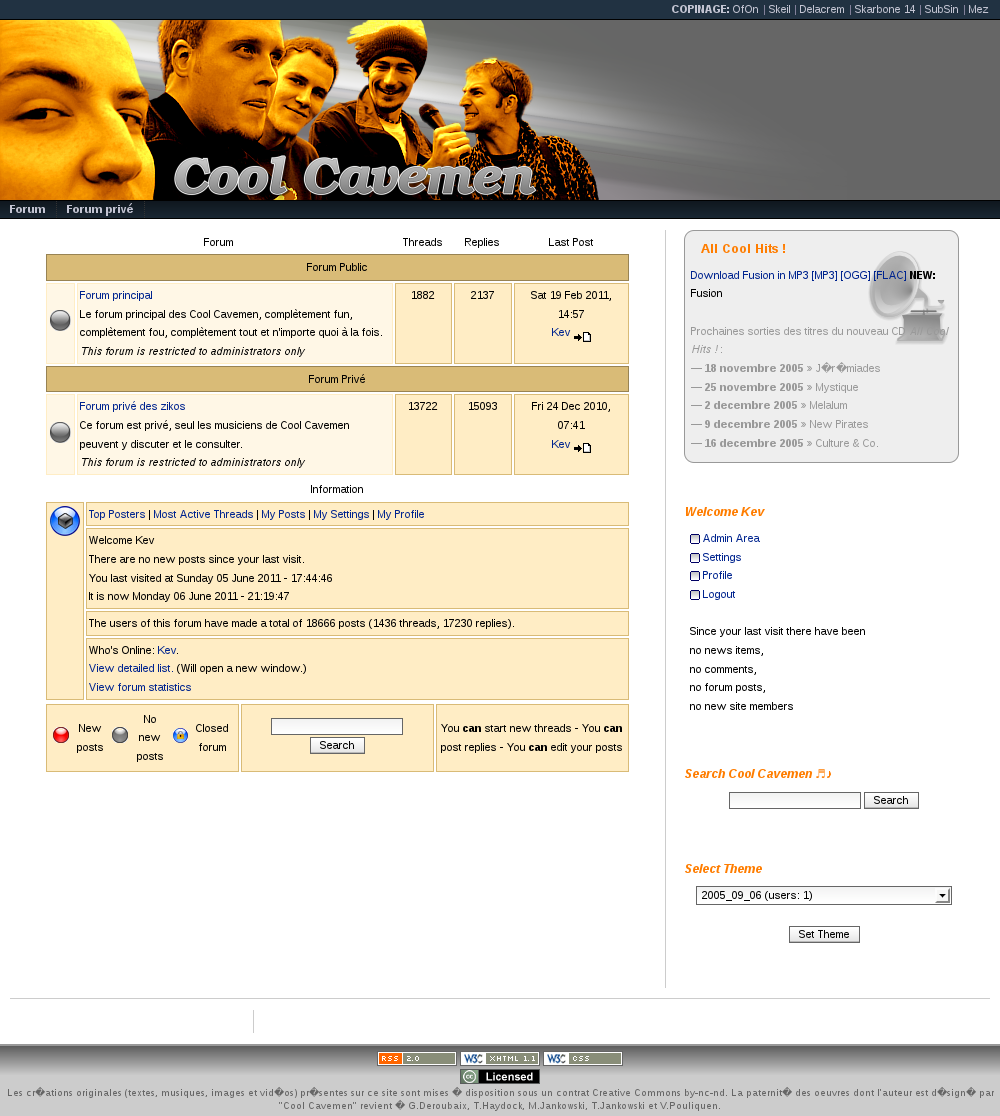 COPINAGE: OfOn | Skeil | Delacrem | Skarbone 14 | SubSin | Mez
Cool Cavemen
Forum Forum privé
Forum Threads Replies Last Post
Forum Public
Forum principal
Le forum principal des Cool Cavemen, complètement fun,
complètement fou, complètement tout et n'importe quoi à la fois.
This forum is restricted to administrators only
1882
2137
Sat 19 Feb 2011,
14:57
Kev
Forum Privé
Forum privé des zikos
Ce forum est privé, seul les musiciens de Cool Cavemen
peuvent y discuter et le consulter.
This forum is restricted to administrators only
13722
15093
Fri 24 Dec 2010,
07:41
Kev
Information
Top Posters | Most Active Threads | My Posts | My Settings | My Profile
Welcome Kev
There are no new posts since your last visit.
You last visited at Sunday 05 June 2011 - 17:44:46
It is now Monday 06 June 2011 - 21:19:47
The users of this forum have made a total of 18666 posts (1436 threads, 17230 replies).
Who's Online: Kev.
View detailed list. (Will open a new window.)
View forum statistics
New
posts
No
new
posts
Closed
forum
Search
You can start new threads - You can
post replies - You can edit your posts
All Cool Hits !
Download Fusion in MP3 [MP3] [OGG] [FLAC] NEW:
Fusion
Prochaines sorties des titres du nouveau CD All Cool
Hits ! :
— 18 novembre 2005 » J�r�miades
— 25 novembre 2005 » Mystique
— 2 decembre 2005 » Melalum
— 9 decembre 2005 » New Pirates
— 16 decembre 2005 » Culture & Co.
Welcome Kev
Admin Area
Settings
Profile
Logout
Since your last visit there have been
no news items,
no comments,
no forum posts,
no new site members
Search Cool Cavemen ♬♪
Search
Select Theme
2005_09_06 (users: 1)
Set Theme
RSS 2.0 W3C XHTML 1.1 W3C CSS
cc Licensed
Les cr�ations originales (textes, musiques, images et vid�os) pr�sentes sur ce site sont mises � disposition sous un contrat Creative Commons by-nc-nd. La paternit� des oeuvres dont l'auteur est d�sign� par
"Cool Cavemen" revient � G.Deroubaix, T.Haydock, M.Jankowski, T.Jankowski et V.Pouliquen.